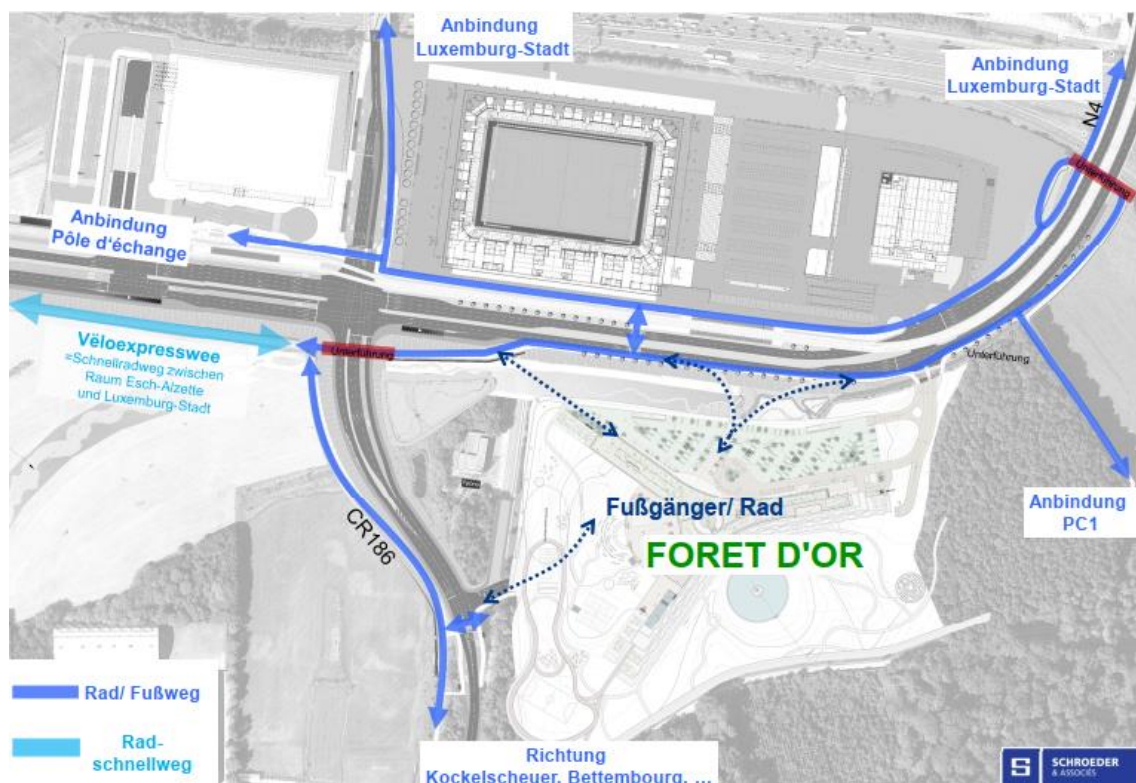 Anbindung
Luxemburg-Stadt
Anbindung
Luxemburg-Stadt
N4
Unterführung
Anbindung
Pôle d'échange
Vëloexpresswee
=Schnellradweg zwischen
Raum Esch-Alzette
und Luxemburg-Stadt
Unterführung
Unterführung
CR186
Fußgänger/ Rad
FORET D'OR
Anbindung
PC1
Rad/ Fußweg
Rad-
schnellweg
Richtung
Kockelscheuer, Bettembourg, ...
S SCHROEDER
& ASSOCIÉS